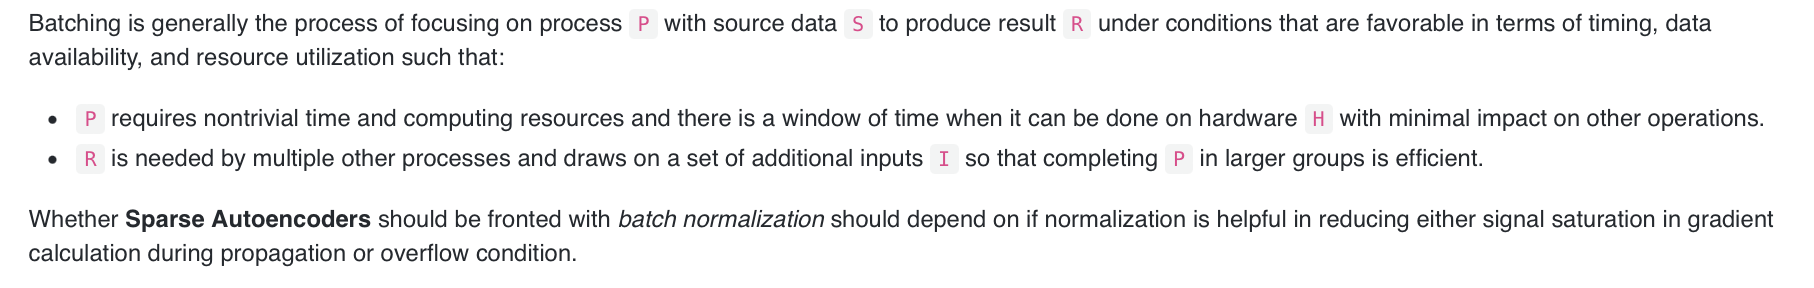 Batching is generally the process of focusing on process P with source data S to produce result R under conditions that are favorable in terms of timing, data
availability, and resource utilization such that:
• P requires nontrivial time and computing resources and there is a window of time when it can be done on hardware H with minimal impact on other operations.
• R is needed by multiple other processes and draws on a set of additional inputs I so that completing P in larger groups is efficient.
Whether Sparse Autoencoders should be fronted with batch normalization should depend on if normalization is helpful in reducing either signal saturation in gradient
calculation during propagation or overflow condition.